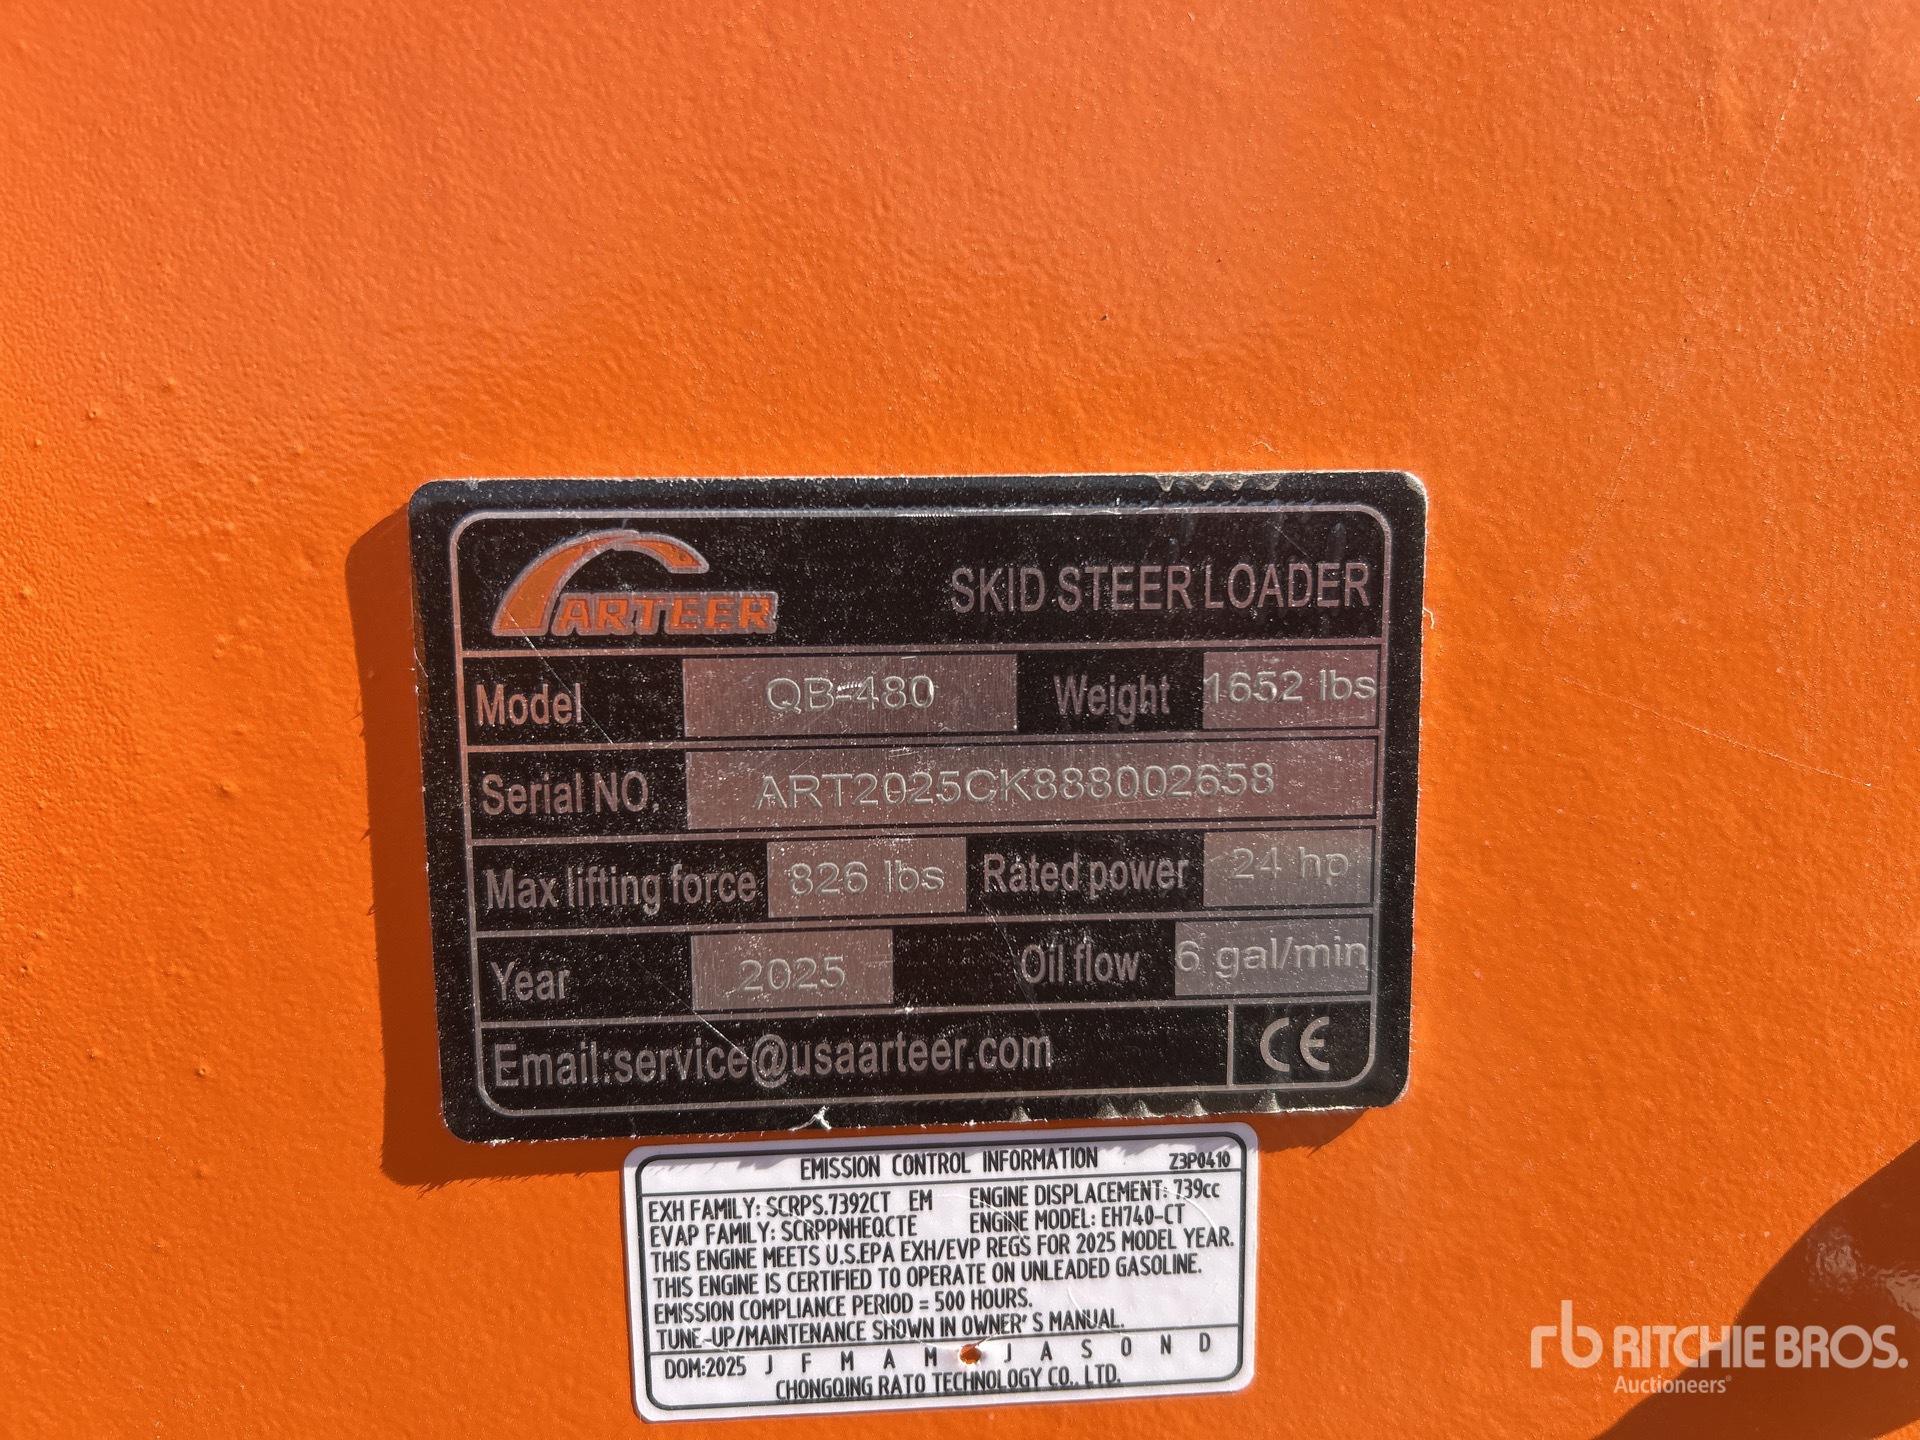 ARTEER
SKID STEER LOADER
Model QB-480 Weight 1652 lbs
Serial NO. ART2025CK888002658
Max lifting force 826 lbs Rated power 24 hp
Year 2025 Oil flow 6 gal/min
Email:service@usaarteer.com CE
EMISSION CONTROL INFORMATION Z3P0410
EXH FAMILY: SCRPS.7392CT EM ENGINE DISPLACEMENT: 739cc
EVAP FAMILY: SCRPPNHEQCTE ENGINE MODEL: EH740-CT
THIS ENGINE MEETS U.S.EPA EXH/EVP REGS FOR 2025 MODEL YEAR.
THIS ENGINE IS CERTIFIED TO OPERATE ON UNLEADED GASOLINE.
EMISSION COMPLIANCE PERIOD = 500 HOURS.
TUNE-UP/MAINTENANCE SHOWN IN OWNER'S MANUAL.
DOM:2025 J F M A M J A S O N D
CHONGQING RATO TECHNOLOGY CO., LTD.
rb RITCHIE BROS.
Auctioneers